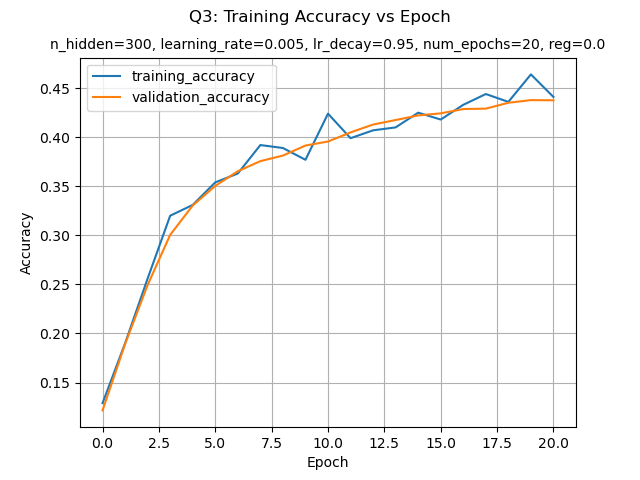 Q3: Training Accuracy vs Epoch
n_hidden=300, learning_rate=0.005, lr_decay=0.95, num_epochs=20, reg=0.0
training_accuracy
validation_accuracy
0.45
0.40
0.35
0.30
0.25
0.20
0.15
Accuracy
0.0 2.5 5.0 7.5 10.0 12.5 15.0 17.5 20.0
Epoch